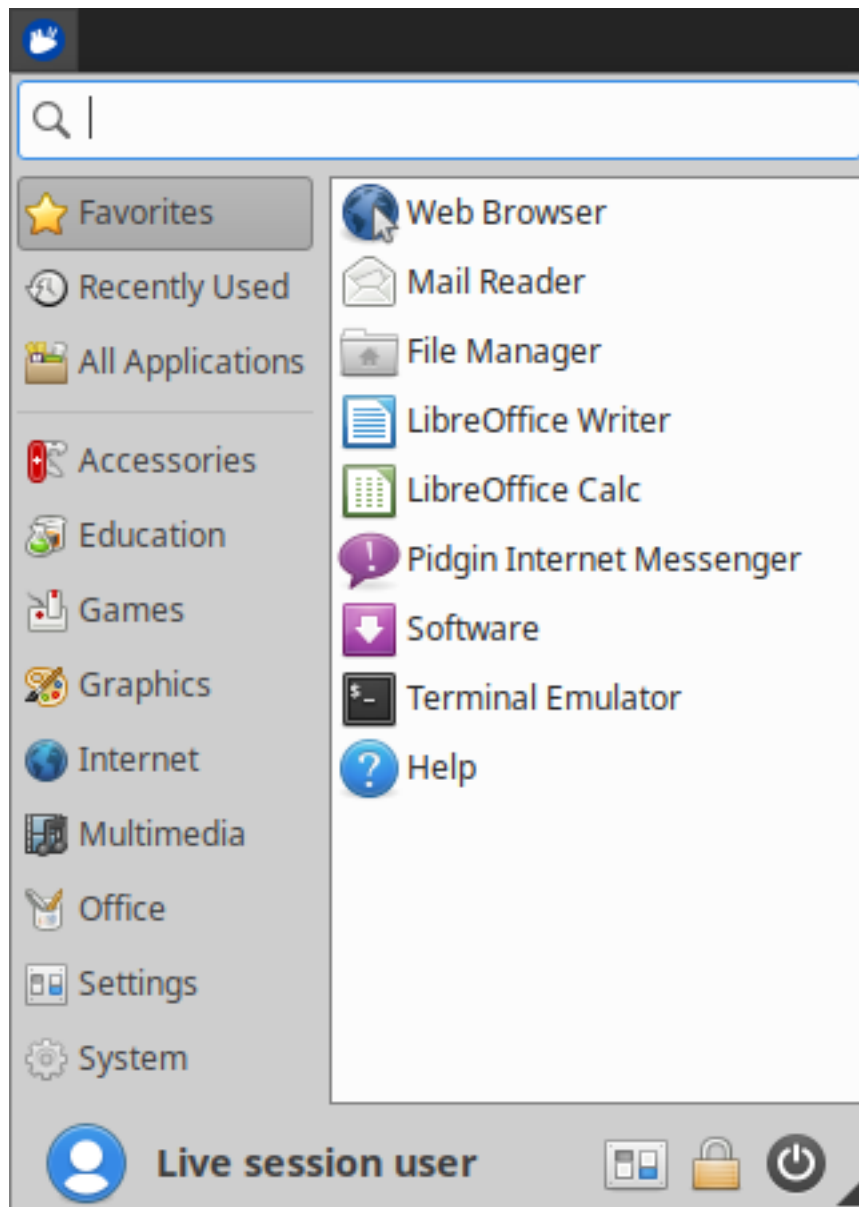 Favorites
Recently Used
All Applications
Accessories
Education
Games
Graphics
Internet
Multimedia
Office
Settings
System
Web Browser
Mail Reader
File Manager
LibreOffice Writer
LibreOffice Calc
Pidgin Internet Messenger
Software
$_ Terminal Emulator
Help
Live session user